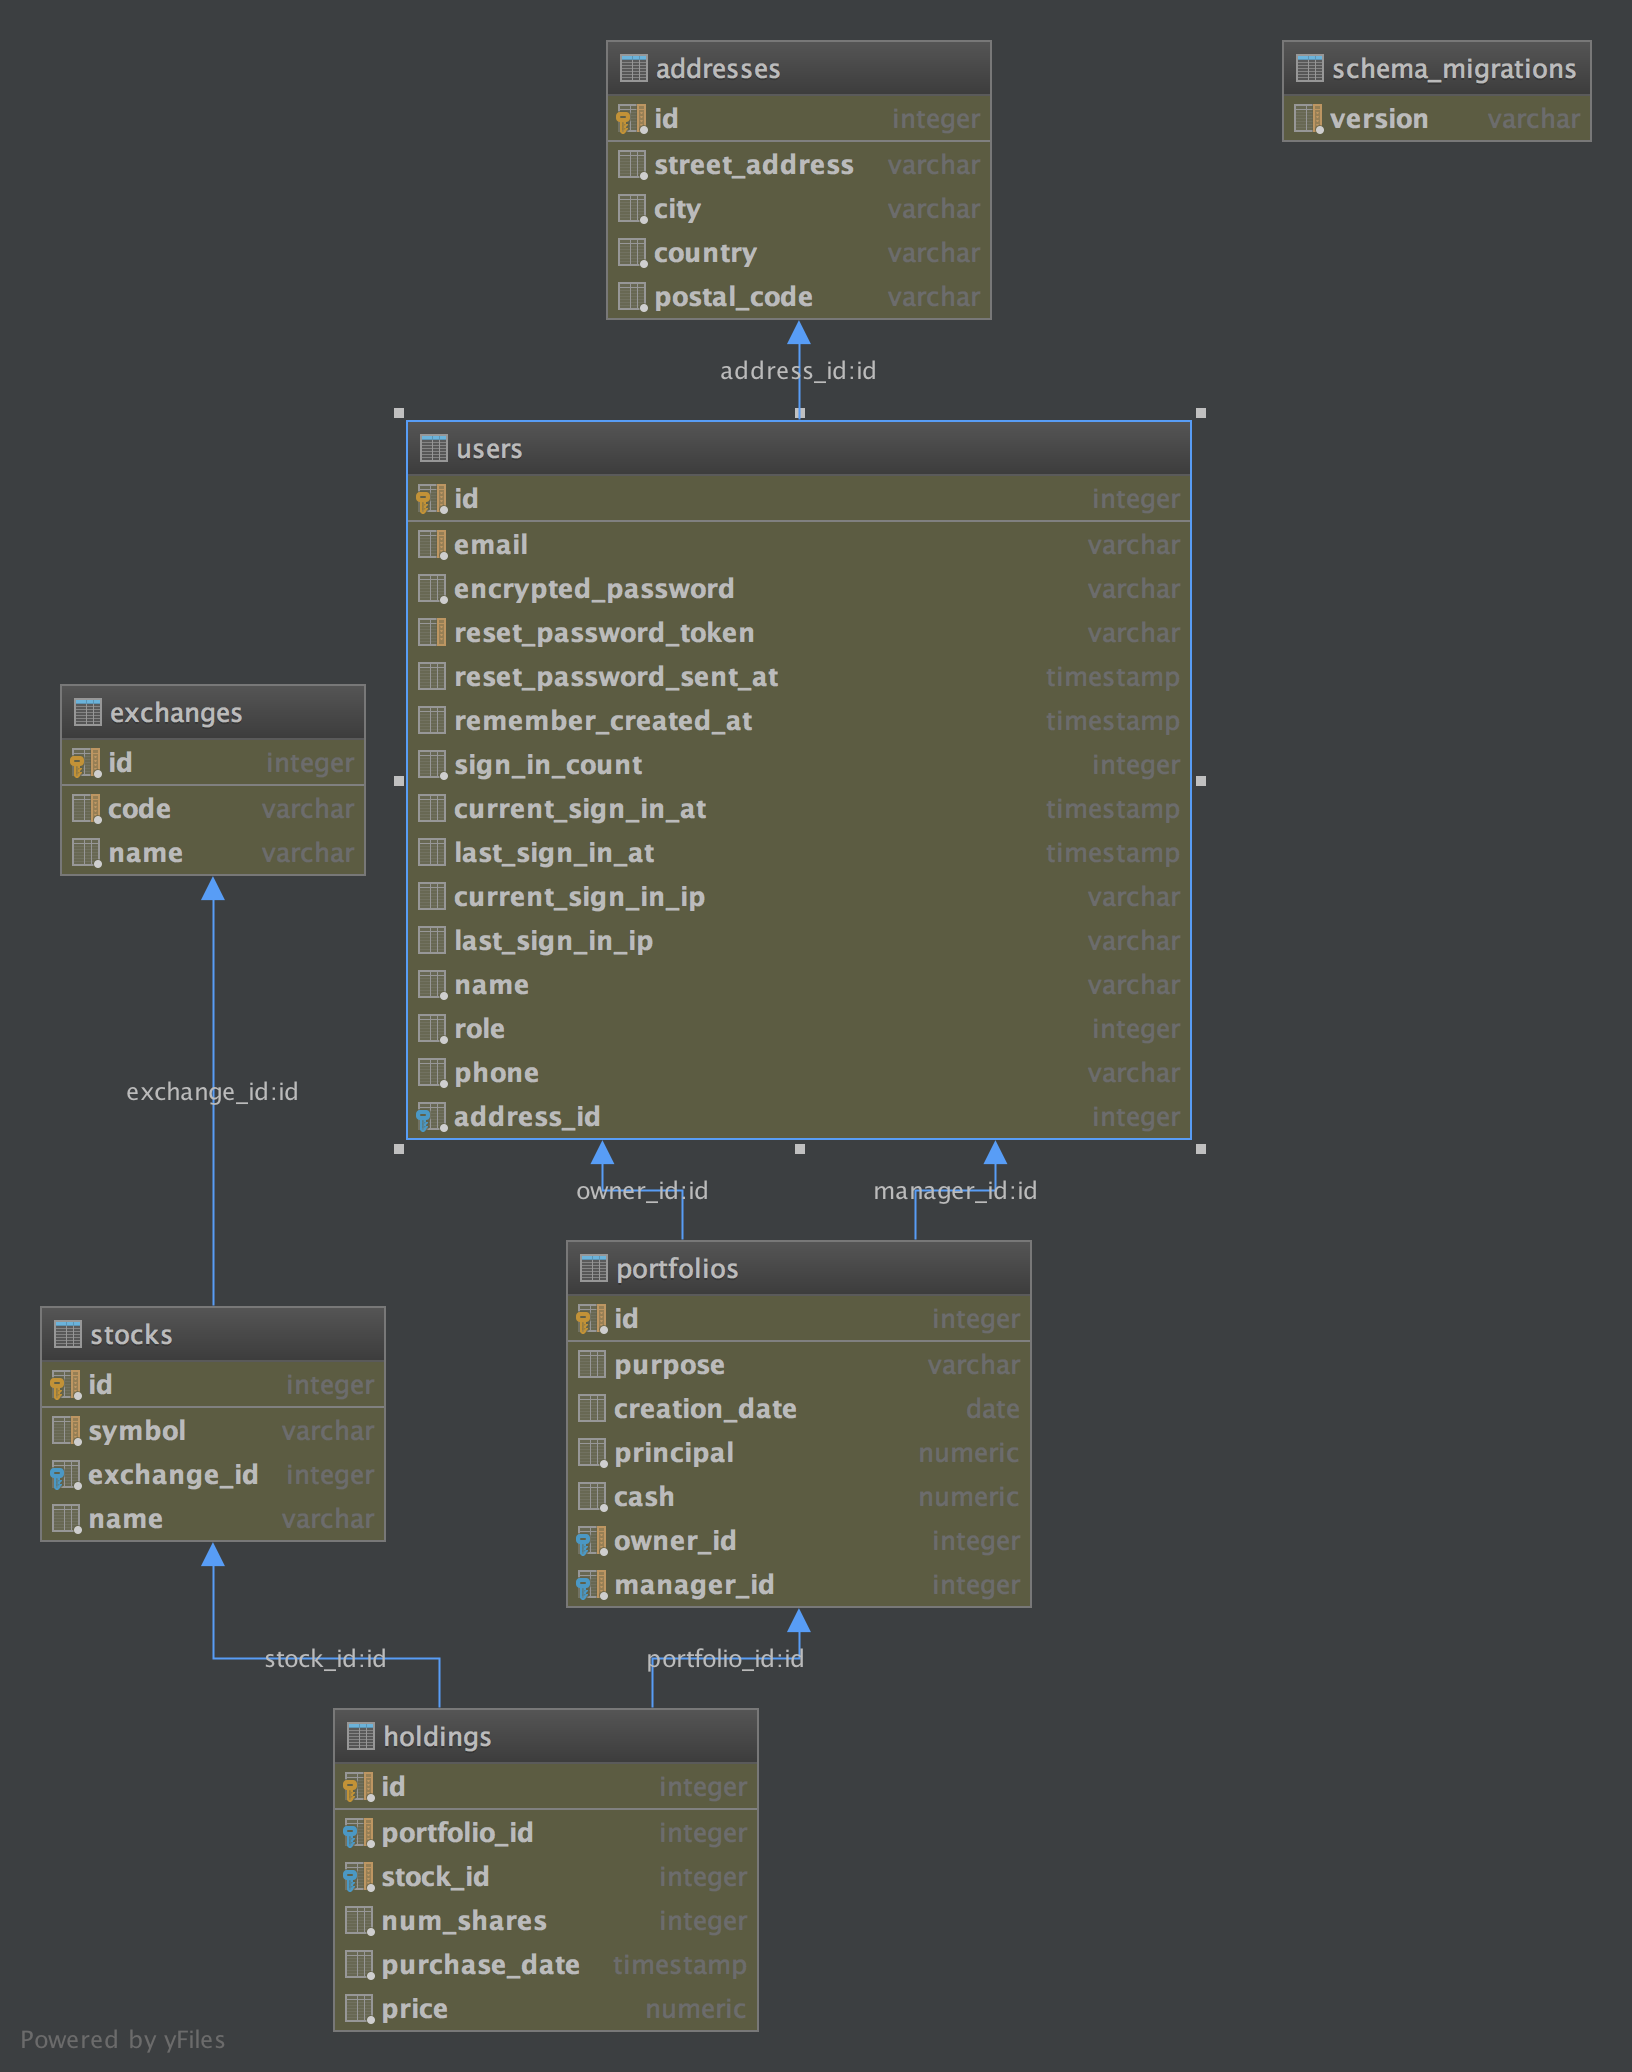 addresses
id integer
street_address varchar
city varchar
country varchar
postal_code varchar
schema_migrations
version varchar
address_id:id
users
id integer
email varchar
encrypted_password varchar
reset_password_token varchar
reset_password_sent_at timestamp
remember_created_at timestamp
sign_in_count integer
current_sign_in_at timestamp
last_sign_in_at timestamp
current_sign_in_ip varchar
last_sign_in_ip varchar
name varchar
role integer
phone varchar
address_id integer
exchanges
id integer
code varchar
name varchar
exchange_id:id
owner_id:id
manager_id:id
portfolios
id integer
purpose varchar
creation_date date
principal numeric
cash numeric
owner_id integer
manager_id integer
stocks
id integer
symbol varchar
exchange_id integer
name varchar
stock_id:id
portfolio_id:id
holdings
id integer
portfolio_id integer
stock_id integer
num_shares integer
purchase_date timestamp
price numeric
Powered by yFiles